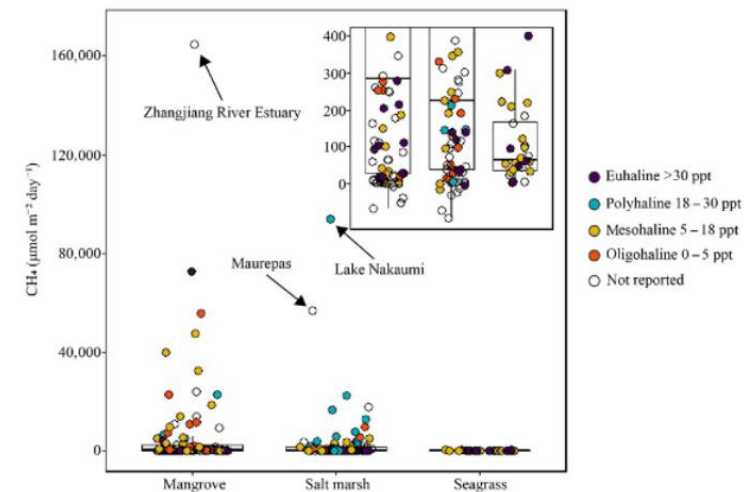 160,000
120,000
80,000
40,000
0
CH₄ (μmol m⁻² day⁻¹)
Zhangjiang River Estuary
Maurepas
Lake Nakaumi
400
300
200
100
0
Mangrove
Salt marsh
Seagrass
Euhaline >30 ppt
Polyhaline 18–30 ppt
Mesohaline 5–18 ppt
Oligohaline 0–5 ppt
Not reported